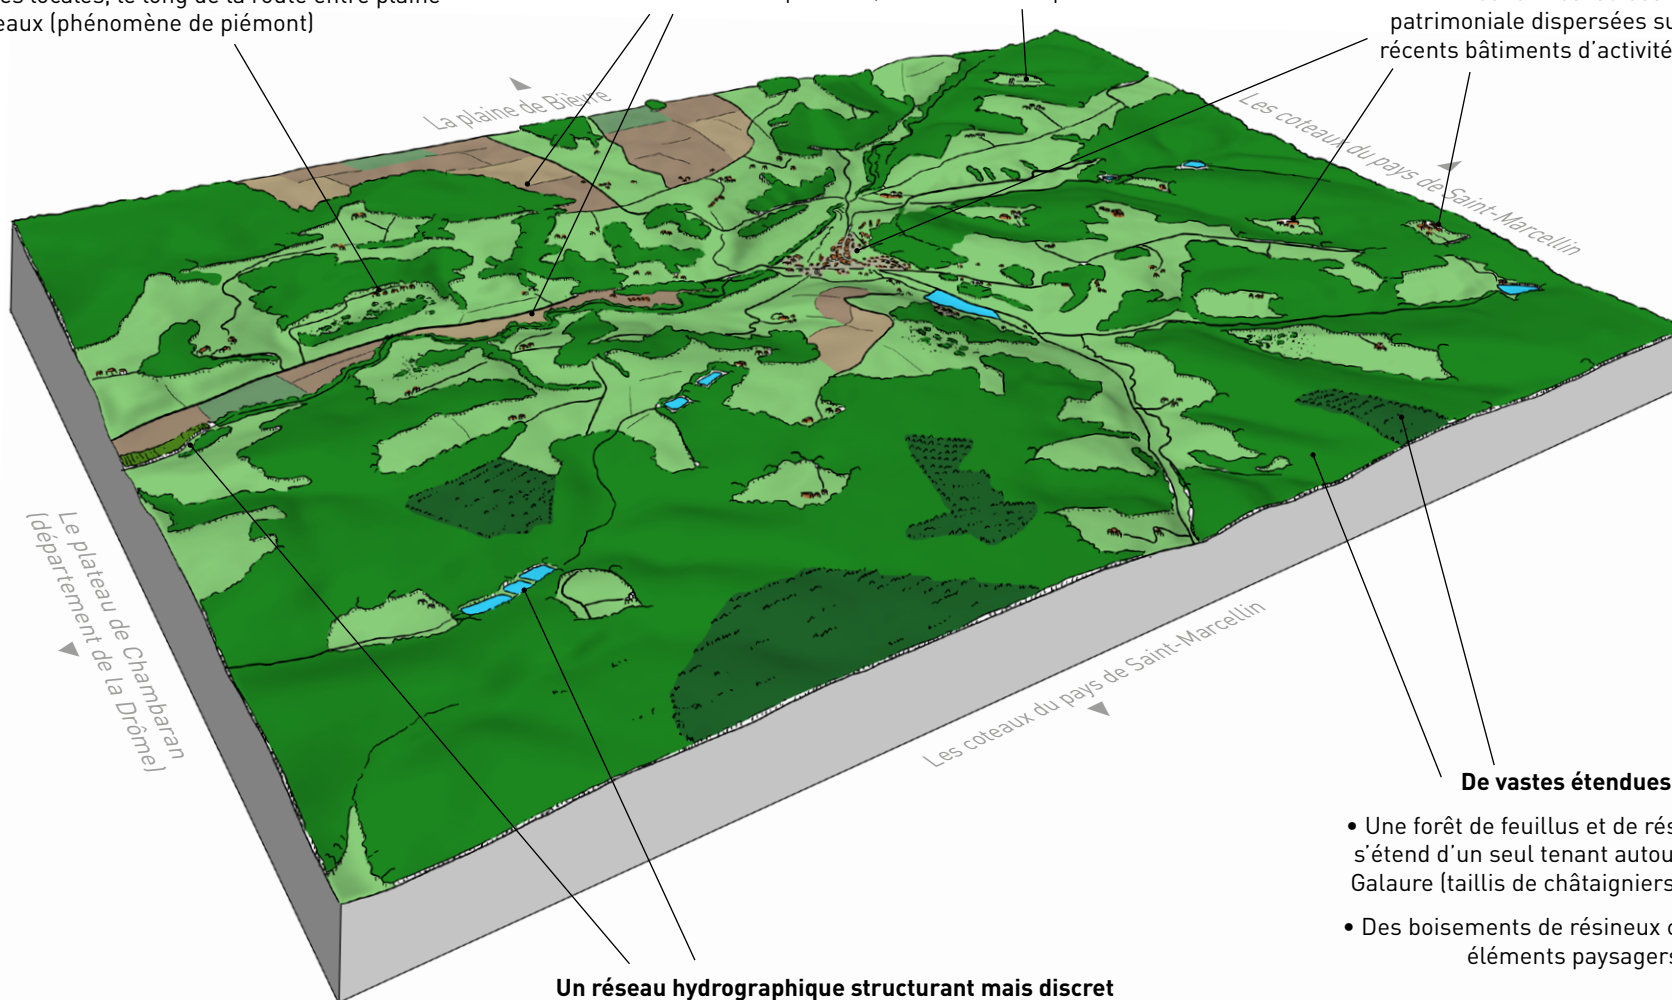 es locales, le long de la route entre plaine
eaux (phénomène de piémont)
patrimoniale dispersées su
récents bâtiments d’activité
La plaine de Bièvre
Les coteaux du pays de Saint-Marcellin
Le plateau de Chambaran
(département de la Drôme)
Les coteaux du pays de Saint-Marcellin
De vastes étendues
• Une forêt de feuillus et de rés
s’étend d’un seul tenant autou
Galaure (taillis de châtaigniers
• Des boisements de résineux
éléments paysagers
Un réseau hydrographique structurant mais discret